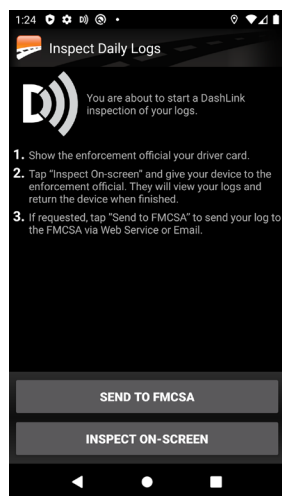 1:24
Inspect Daily Logs
D
You are about to start a DashLink
inspection of your logs.
1. Show the enforcement official your driver card.
2. Tap "Inspect On-screen" and give your device to the
enforcement official. They will view your logs and
return the device when finished.
3. If requested, tap "Send to FMCSA" to send your log to
the FMCSA via Web Service or Email.
SEND TO FMCSA
INSPECT ON-SCREEN